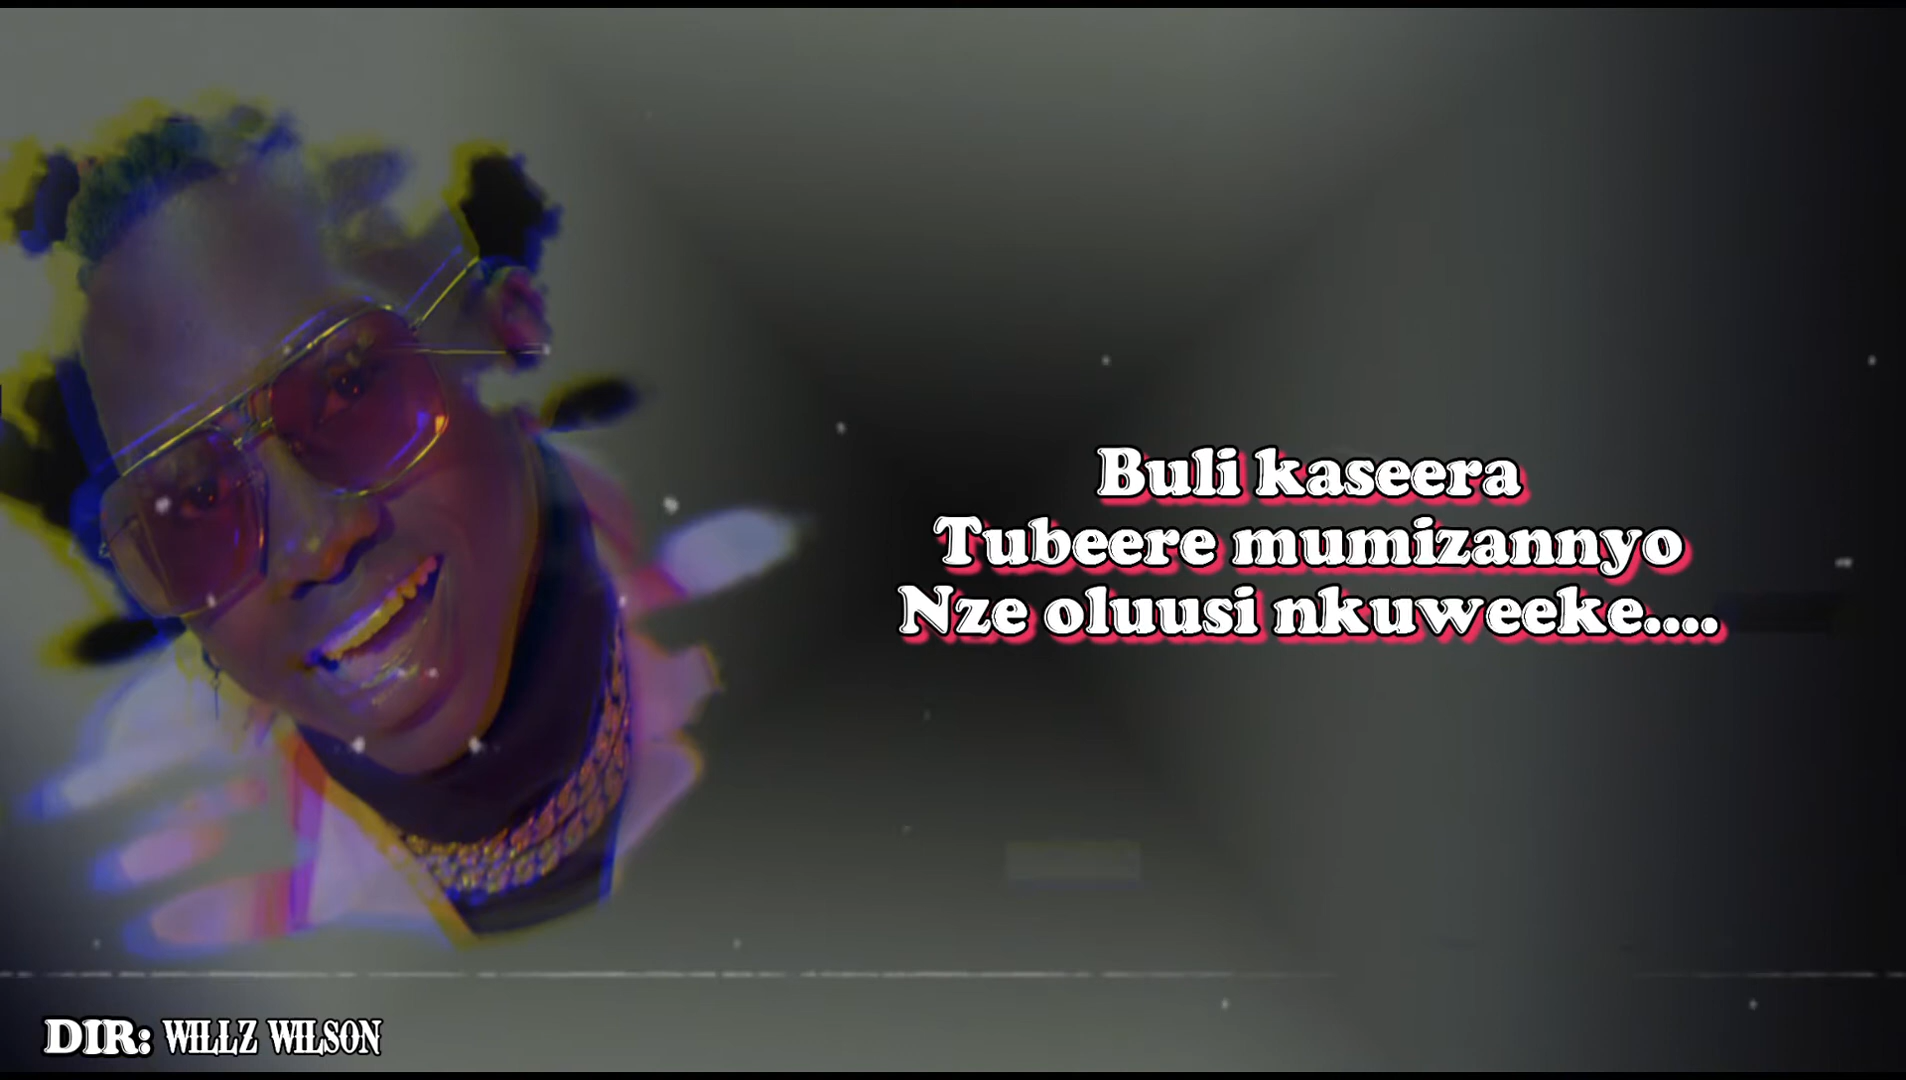 Buli kaseera
Tubeere mumizannyo
Nze oluusi nkuweeke....
DIR: WILLZ WILSON